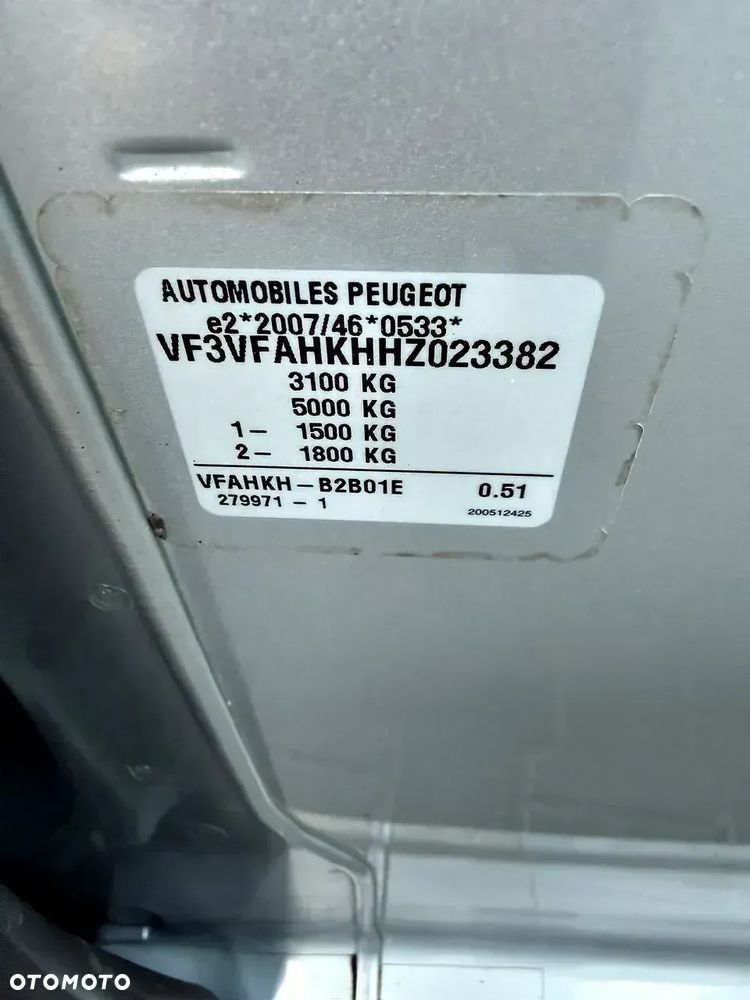 AUTOMOBILES PEUGEOT
e2*2007/46*0533*
VF3VFAHKHHZ023382
3100 KG
5000 KG
1- 1500 KG
2- 1800 KG
VFAHKH-B2B01E 0.51
279971-1 200512425
OTOMOTO